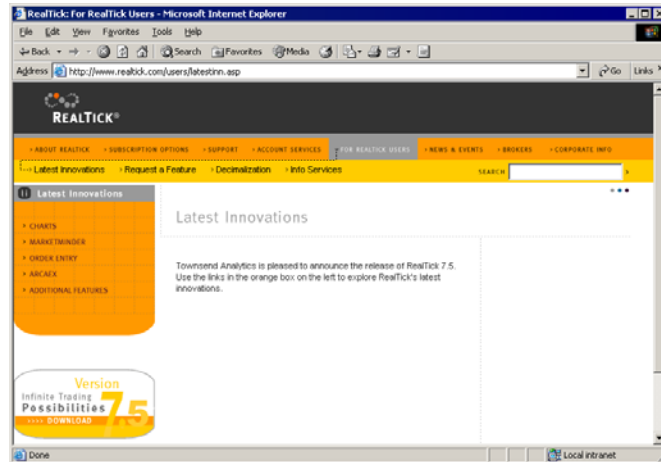 RealTick: For RealTick Users - Microsoft Internet Explorer
File Edit View Favorites Tools Help
Back Search Favorites Media
Address http://www.realtick.com/users/latestinn.asp Go Links
REALTICK®
ABOUT REALTICK SUBSCRIPTION OPTIONS SUPPORT ACCOUNT SERVICES FOR REALTICK USERS NEWS & EVENTS BROKERS CORPORATE INFO
Latest Innovations Request a Feature Decimalization Info Services SEARCH
Latest Innovations
Latest Innovations
CHARTS
MARKETMINDER
ORDER ENTRY
ARCAEX
ADDITIONAL FEATURES
Townsend Analytics is pleased to announce the release of RealTick 7.5.
Use the links in the orange box on the left to explore RealTick's latest
innovations.
Version
Infinite Trading
Possibilities 7.5
>>>> DOWNLOAD
Done Local intranet